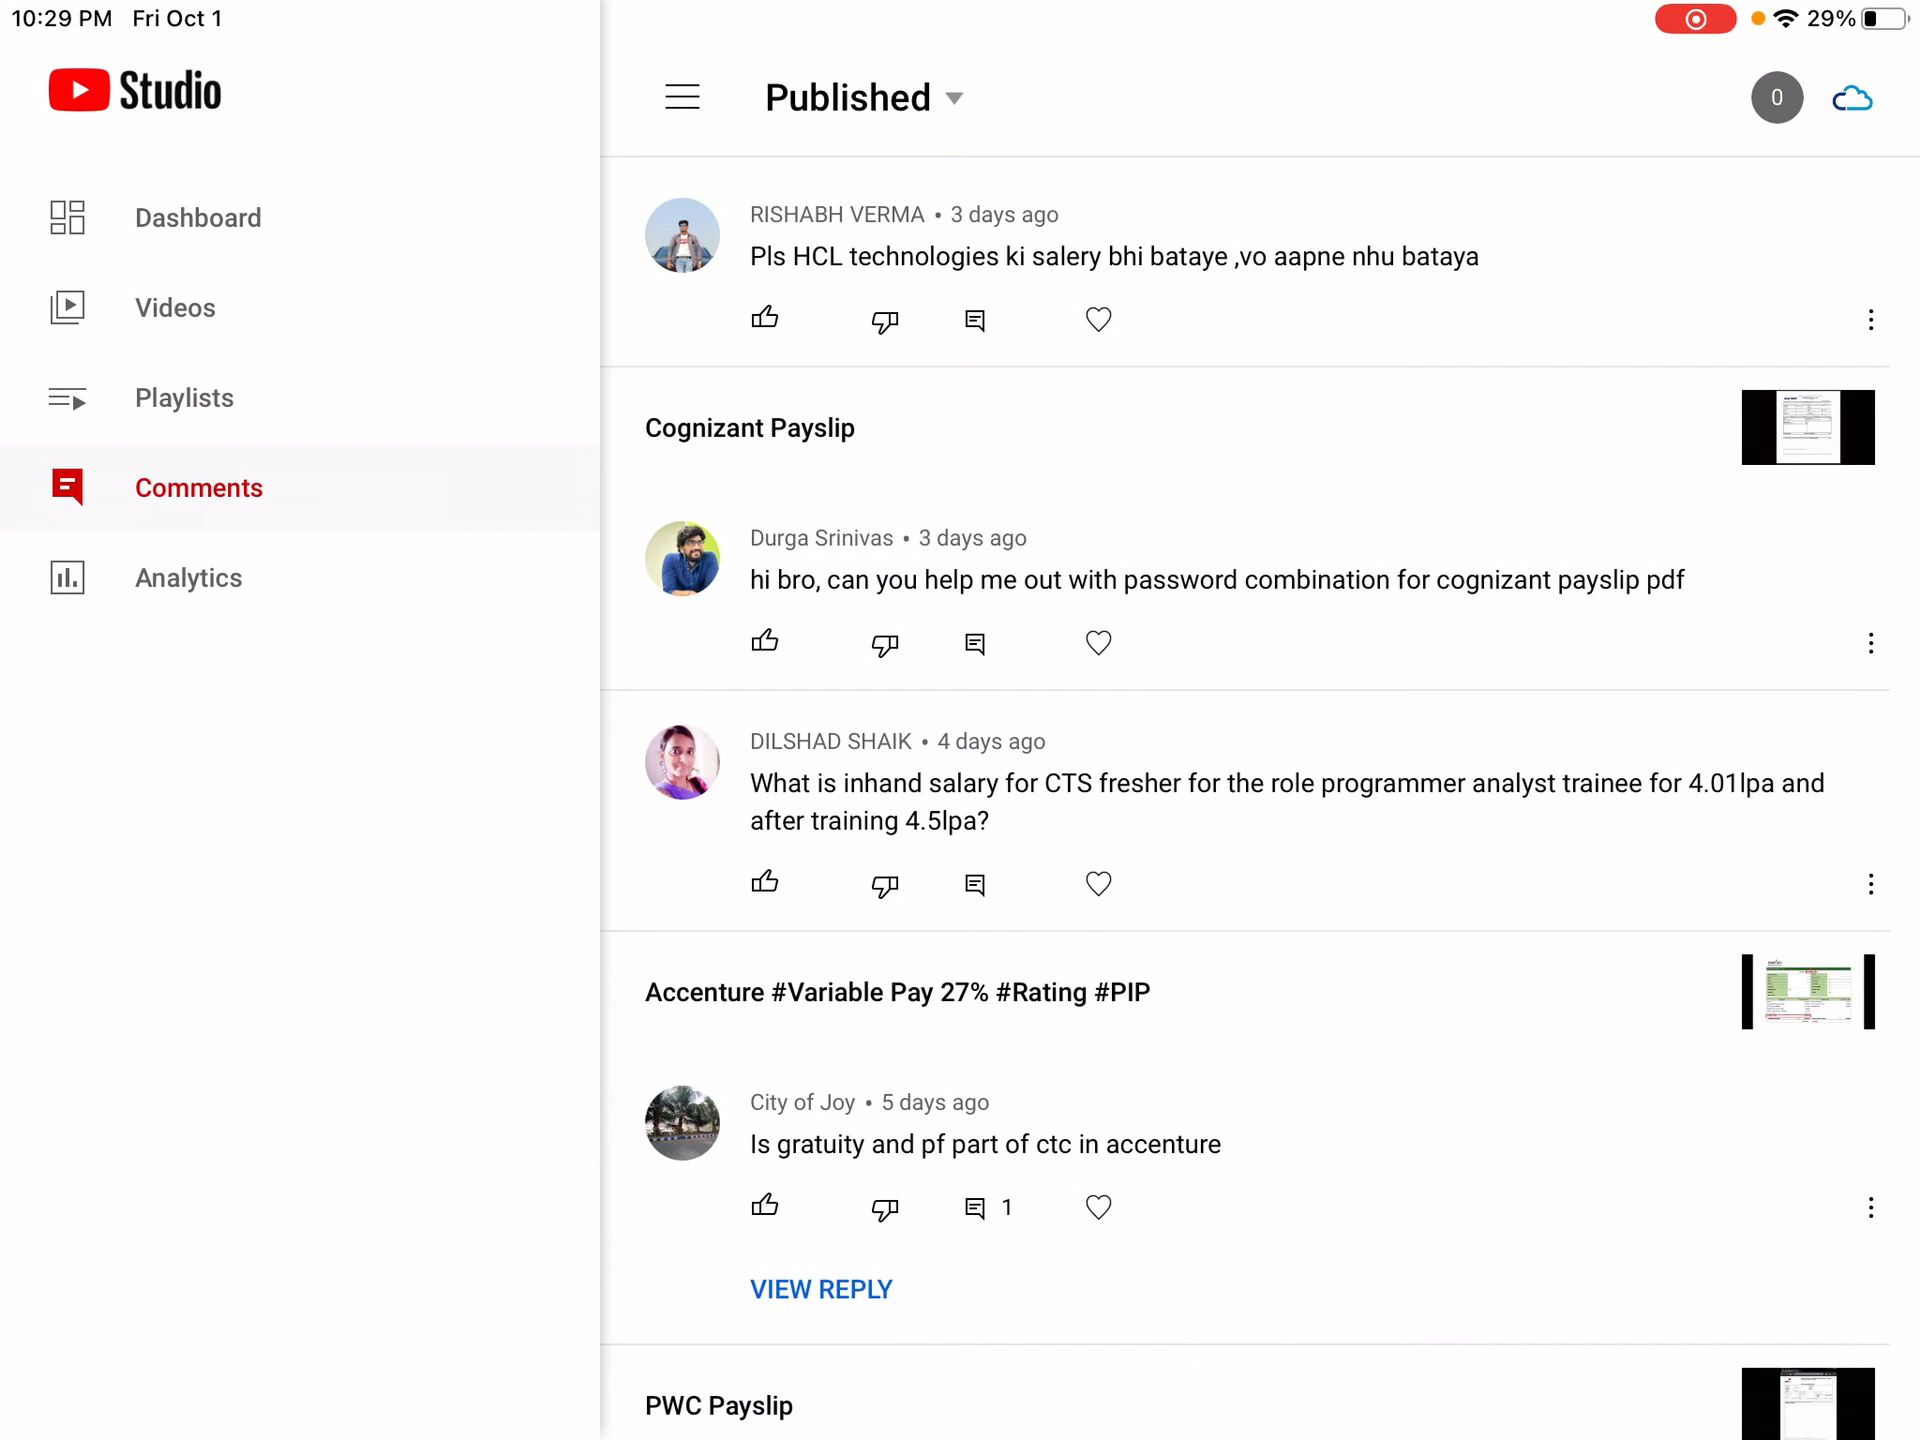 10:29 PM Fri Oct 1
29%
Studio
Dashboard
Videos
Playlists
Comments
Analytics
Published
0
RISHABH VERMA • 3 days ago
Pls HCL technologies ki salery bhi bataye ,vo aapne nhu bataya
Cognizant Payslip
Durga Srinivas • 3 days ago
hi bro, can you help me out with password combination for cognizant payslip pdf
DILSHAD SHAIK • 4 days ago
What is inhand salary for CTS fresher for the role programmer analyst trainee for 4.01lpa and
after training 4.5lpa?
Accenture #Variable Pay 27% #Rating #PIP
City of Joy • 5 days ago
Is gratuity and pf part of ctc in accenture
1
VIEW REPLY
PWC Payslip